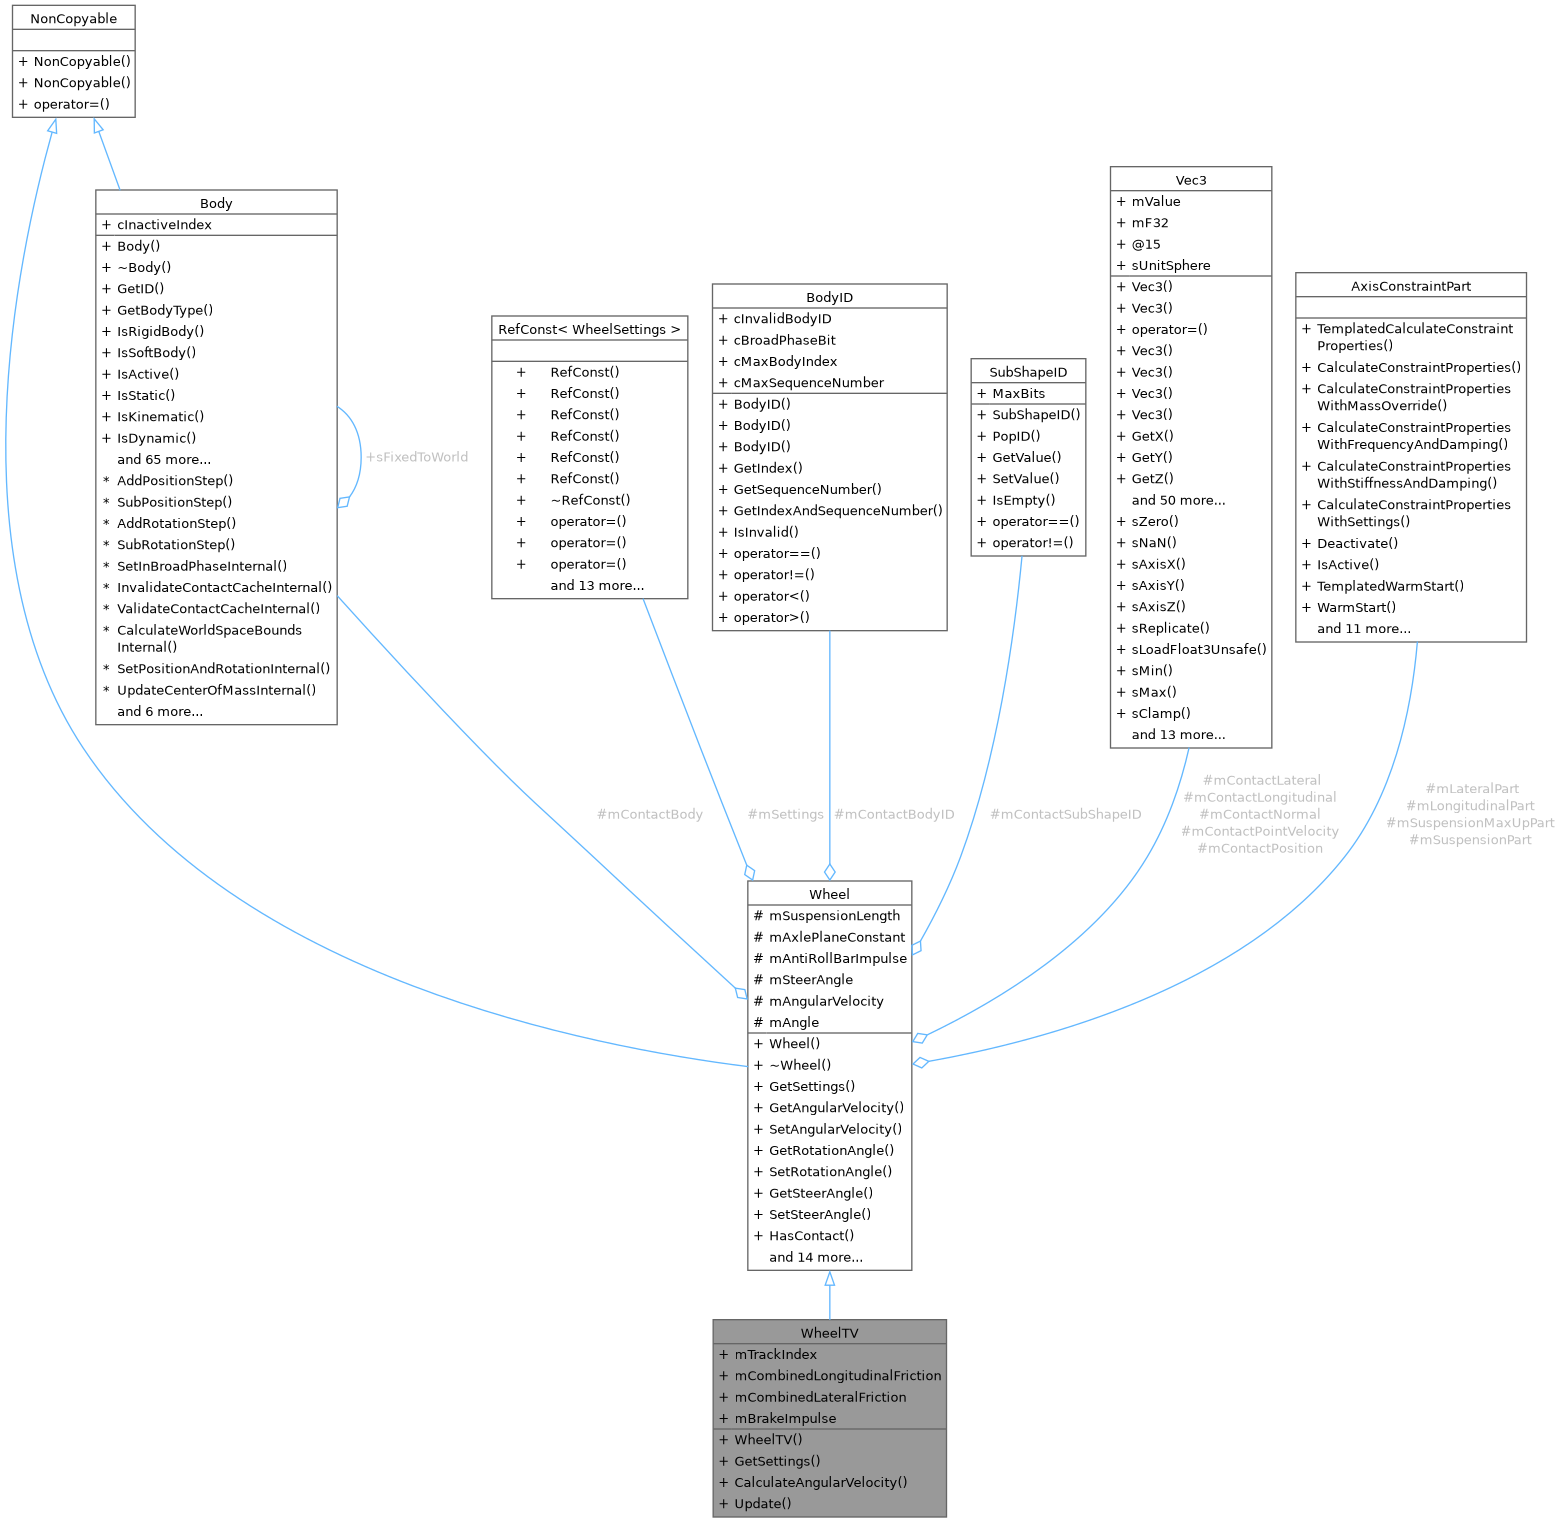 NonCopyable
+ NonCopyable()
+ NonCopyable()
+ operator=()
Body
+ cInactiveIndex
+ Body()
+ ~Body()
+ GetID()
+ GetBodyType()
+ IsRigidBody()
+ IsSoftBody()
+ IsActive()
+ IsStatic()
+ IsKinematic()
+ IsDynamic()
and 65 more...
* AddPositionStep()
* SubPositionStep()
* AddRotationStep()
* SubRotationStep()
* SetInBroadPhaseInternal()
* InvalidateContactCacheInternal()
* ValidateContactCacheInternal()
* CalculateWorldSpaceBounds
Internal()
* SetPositionAndRotationInternal()
* UpdateCenterOfMassInternal()
and 6 more...
+sFixedToWorld
RefConst< WheelSettings >
+ RefConst()
+ RefConst()
+ RefConst()
+ RefConst()
+ RefConst()
+ RefConst()
+ ~RefConst()
+ operator=()
+ operator=()
+ operator=()
and 13 more...
BodyID
+ cInvalidBodyID
+ cBroadPhaseBit
+ cMaxBodyIndex
+ cMaxSequenceNumber
+ BodyID()
+ BodyID()
+ BodyID()
+ GetIndex()
+ GetSequenceNumber()
+ GetIndexAndSequenceNumber()
+ IsInvalid()
+ operator==()
+ operator!=()
+ operator<()
+ operator>()
SubShapeID
+ MaxBits
+ SubShapeID()
+ PopID()
+ GetValue()
+ SetValue()
+ IsEmpty()
+ operator==()
+ operator!=()
Vec3
+ mValue
+ mF32
+ @15
+ sUnitSphere
+ Vec3()
+ Vec3()
+ operator=()
+ Vec3()
+ Vec3()
+ Vec3()
+ Vec3()
+ GetX()
+ GetY()
+ GetZ()
and 50 more...
+ sZero()
+ sNaN()
+ sAxisX()
+ sAxisY()
+ sAxisZ()
+ sReplicate()
+ sLoadFloat3Unsafe()
+ sMin()
+ sMax()
+ sClamp()
and 13 more...
AxisConstraintPart
+ TemplatedCalculateConstraint
Properties()
+ CalculateConstraintProperties()
+ CalculateConstraintProperties
WithMassOverride()
+ CalculateConstraintProperties
WithFrequencyAndDamping()
+ CalculateConstraintProperties
WithStiffnessAndDamping()
+ CalculateConstraintProperties
WithSettings()
+ Deactivate()
+ IsActive()
+ TemplatedWarmStart()
+ WarmStart()
and 11 more...
#mContactBody
#mSettings
#mContactBodyID
#mContactSubShapeID
#mContactLateral
#mContactLongitudinal
#mContactNormal
#mContactPointVelocity
#mContactPosition
#mLateralPart
#mLongitudinalPart
#mSuspensionMaxUpPart
#mSuspensionPart
Wheel
# mSuspensionLength
# mAxlePlaneConstant
# mAntiRollBarImpulse
# mSteerAngle
# mAngularVelocity
# mAngle
+ Wheel()
+ ~Wheel()
+ GetSettings()
+ GetAngularVelocity()
+ SetAngularVelocity()
+ GetRotationAngle()
+ SetRotationAngle()
+ GetSteerAngle()
+ SetSteerAngle()
+ HasContact()
and 14 more...
WheelTV
+ mTrackIndex
+ mCombinedLongitudinalFriction
+ mCombinedLateralFriction
+ mBrakeImpulse
+ WheelTV()
+ GetSettings()
+ CalculateAngularVelocity()
+ Update()